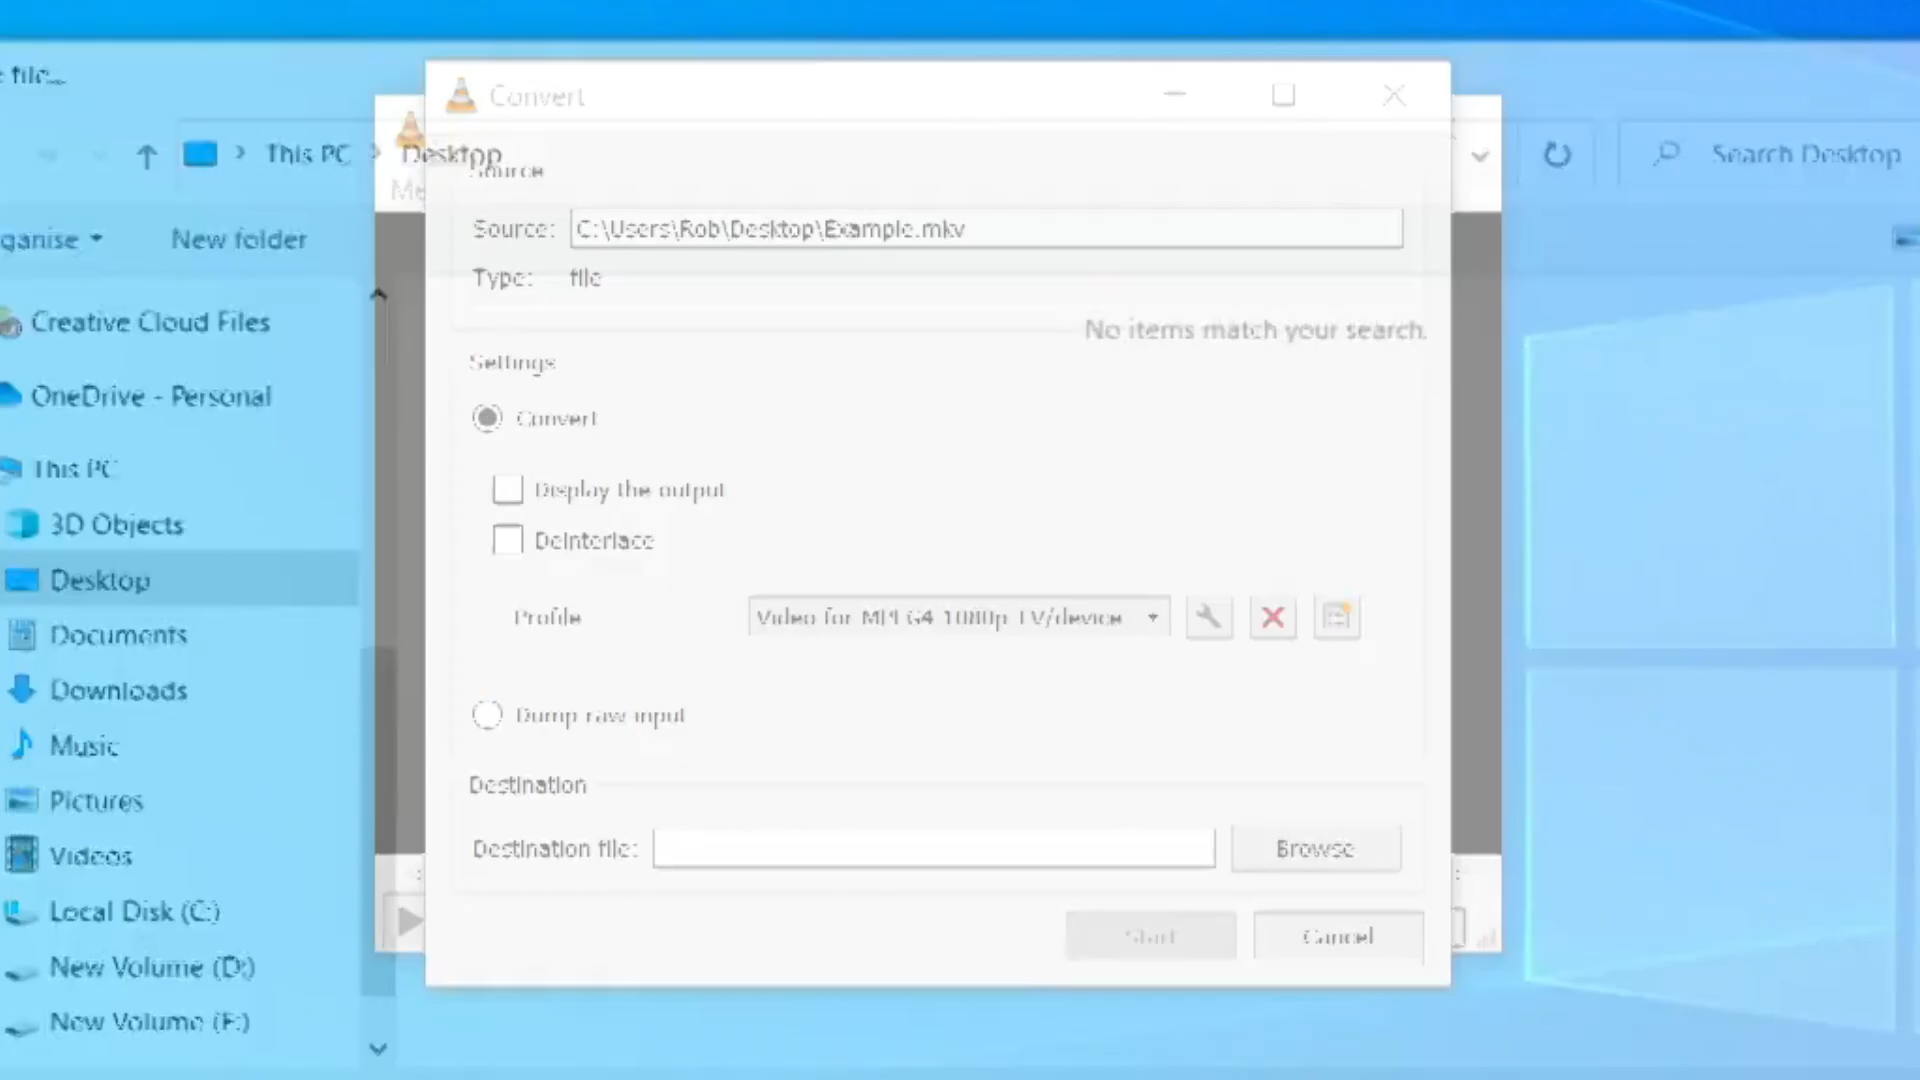 file...
Convert
This PC
Desktop
Search Desktop
Source
Me
Source: C:\Users\Rob\Desktop\Example.mkv
ganise
New folder
Type: file
Creative Cloud Files
No items match your search.
Settings
OneDrive - Personal
Convert
This PC
Display the output
3D Objects
Deinterlace
Desktop
Profile
Video for MPEG4 1080p TV/device
Documents
Downloads
Dump raw input
Music
Destination
Pictures
Destination file:
Browse
Videos
Local Disk (C:)
Start
Cancel
New Volume (D:)
New Volume (F:)